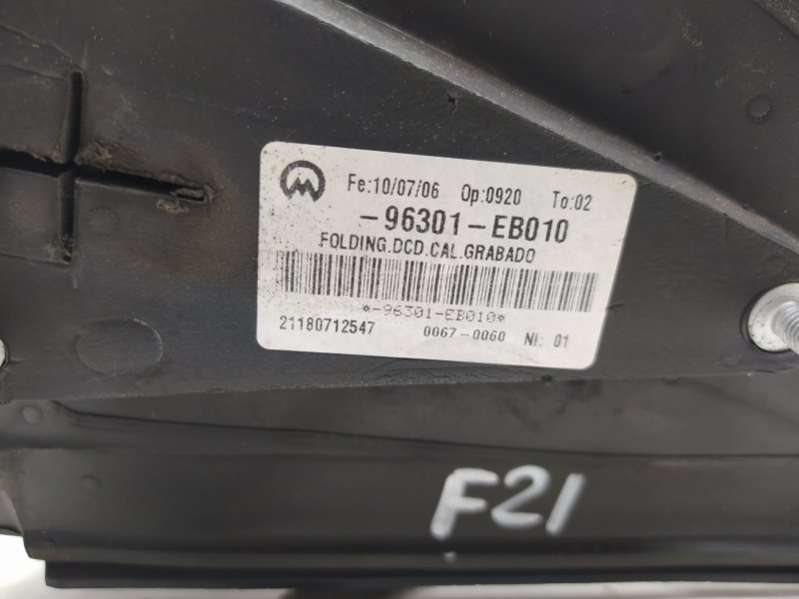 Fe:10/07/06 Op:0920 To:02
-96301-EB010
FOLDING.DCD.CAL.GRABADO
*-96301-EB010*
21180712547 0067-0060 NI: 01
F21